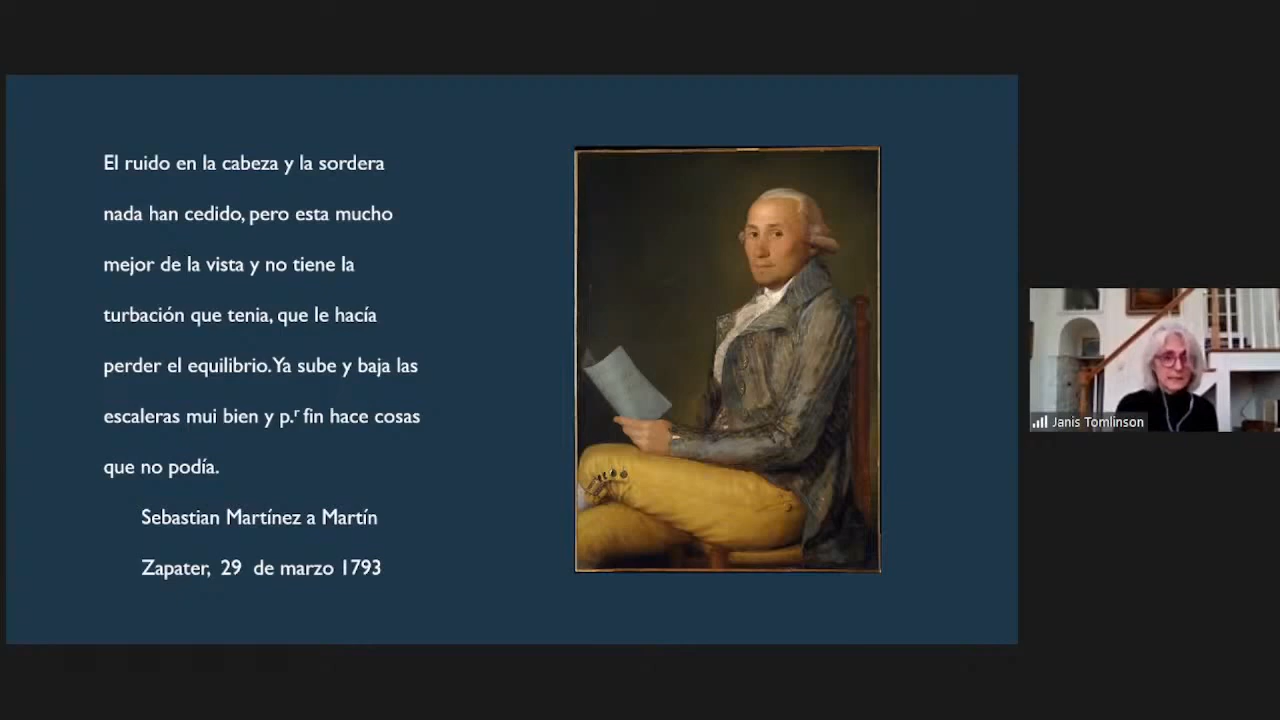 El ruido en la cabeza y la sordera
nada han cedido, pero esta mucho
mejor de la vista y no tiene la
turbación que tenia, que le hacía
perder el equilibrio. Ya sube y baja las
escaleras mui bien y p.ʳ fin hace cosas
que no podía.
Sebastian Martínez a Martín
Zapater, 29 de marzo 1793
Janis Tomlinson